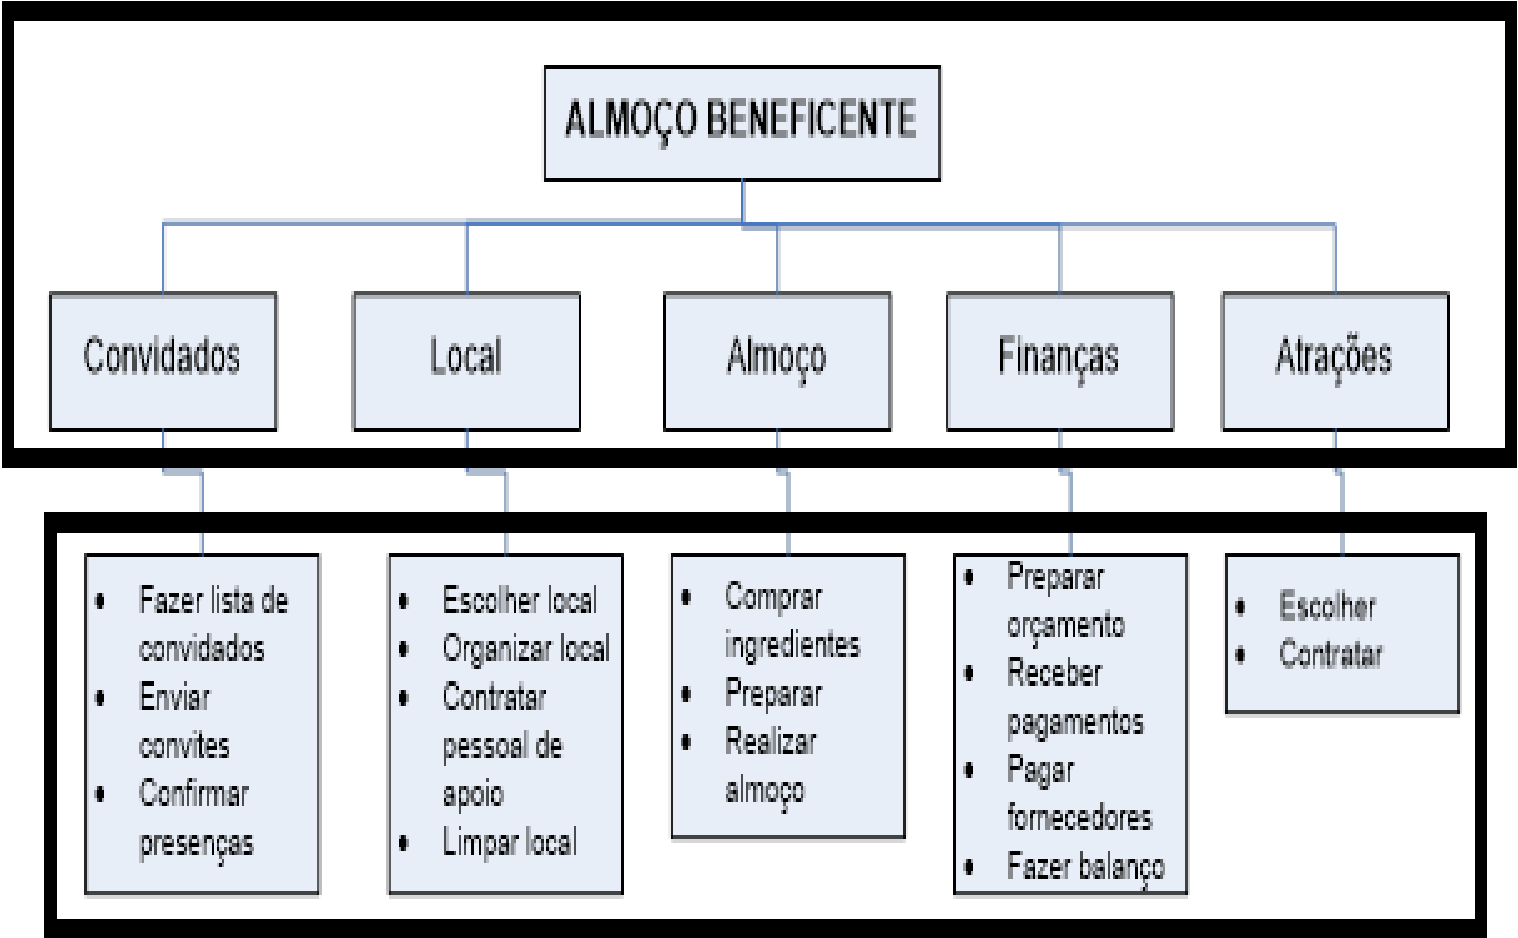 ALMOÇO BENEFICENTE
Convidados
Local
Almoço
Finanças
Atrações
• Fazer lista de
convidados
• Enviar
convites
• Confirmar
presenças
• Escolher local
• Organizar local
• Contratar
pessoal de
apoio
• Limpar local
• Comprar
ingredientes
• Preparar
• Realizar
almoço
• Preparar
orçamento
• Receber
pagamentos
• Pagar
fornecedores
• Fazer balanço
• Escolher
• Contratar